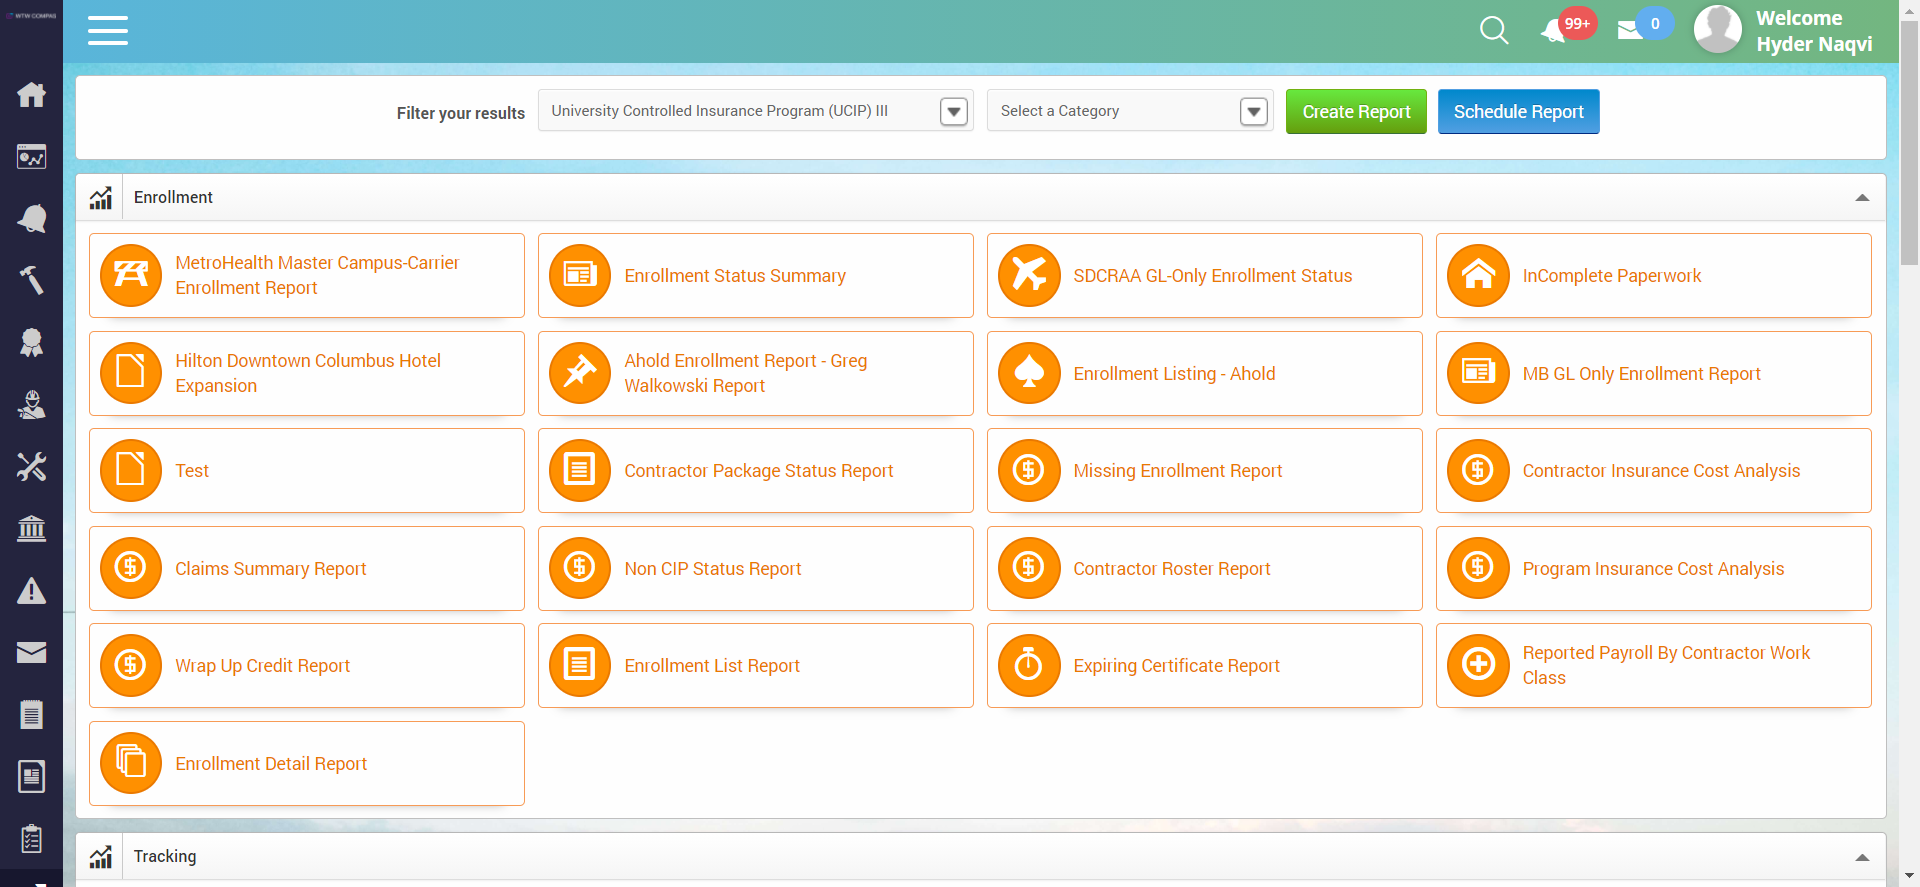 WTW COMPAS
99+
0
Welcome
Hyder Naqvi
Filter your results
University Controlled Insurance Program (UCIP) III
Select a Category
Create Report
Schedule Report
Enrollment
MetroHealth Master Campus-Carrier
Enrollment Report
Enrollment Status Summary
SDCRAA GL-Only Enrollment Status
InComplete Paperwork
Hilton Downtown Columbus Hotel
Expansion
Ahold Enrollment Report - Greg
Walkowski Report
Enrollment Listing - Ahold
MB GL Only Enrollment Report
Test
Contractor Package Status Report
Missing Enrollment Report
Contractor Insurance Cost Analysis
Claims Summary Report
Non CIP Status Report
Contractor Roster Report
Program Insurance Cost Analysis
Wrap Up Credit Report
Enrollment List Report
Expiring Certificate Report
Reported Payroll By Contractor Work
Class
Enrollment Detail Report
Tracking